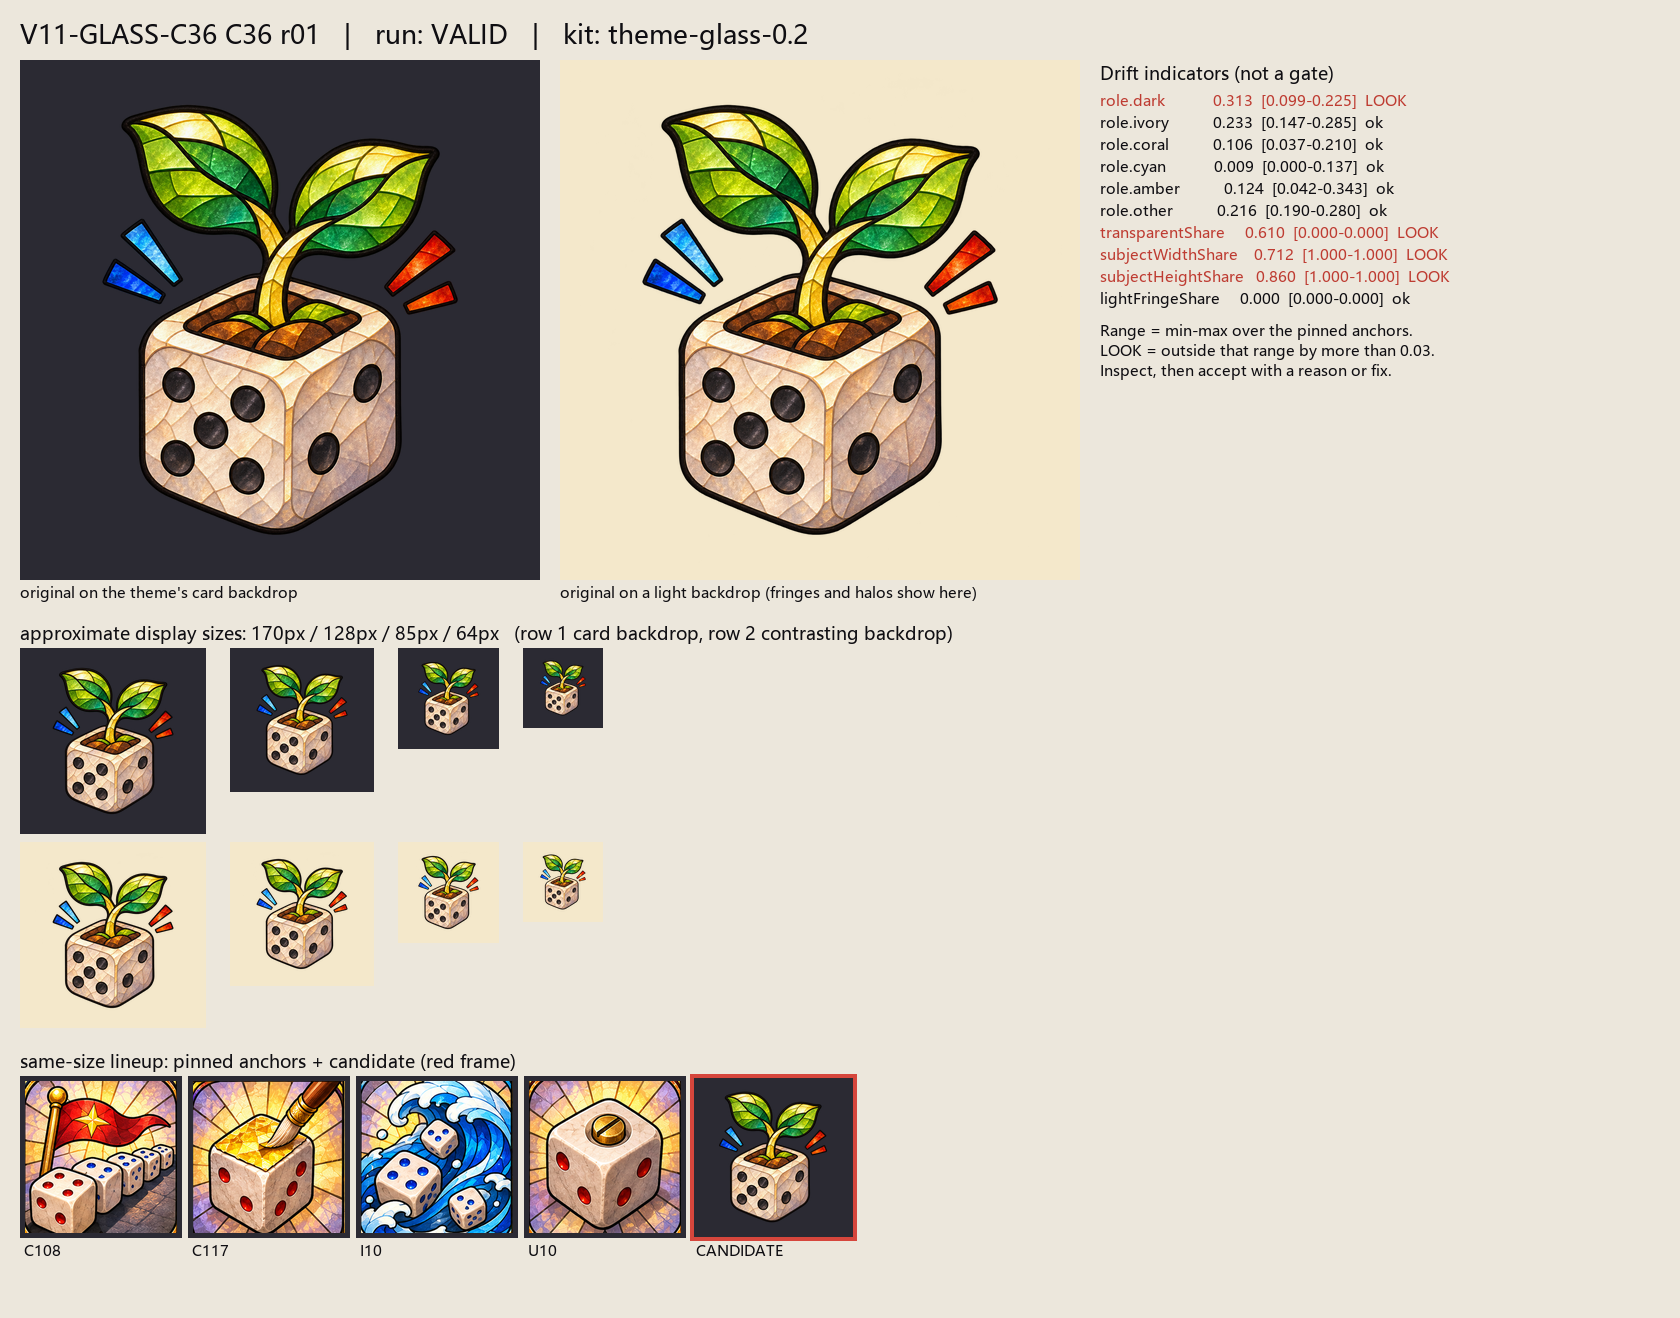 V11-GLASS-C36 C36 r01 | run: VALID | kit: theme-glass-0.2
Drift indicators (not a gate)
role.dark 0.313 [0.099-0.225] LOOK
role.ivory 0.233 [0.147-0.285] ok
role.coral 0.106 [0.037-0.210] ok
role.cyan 0.009 [0.000-0.137] ok
role.amber 0.124 [0.042-0.343] ok
role.other 0.216 [0.190-0.280] ok
transparentShare 0.610 [0.000-0.000] LOOK
subjectWidthShare 0.712 [1.000-1.000] LOOK
subjectHeightShare 0.860 [1.000-1.000] LOOK
lightFringeShare 0.000 [0.000-0.000] ok
Range = min-max over the pinned anchors.
LOOK = outside that range by more than 0.03.
Inspect, then accept with a reason or fix.
original on the theme's card backdrop
original on a light backdrop (fringes and halos show here)
approximate display sizes: 170px / 128px / 85px / 64px (row 1 card backdrop, row 2 contrasting backdrop)
same-size lineup: pinned anchors + candidate (red frame)
C108
C117
I10
U10
CANDIDATE